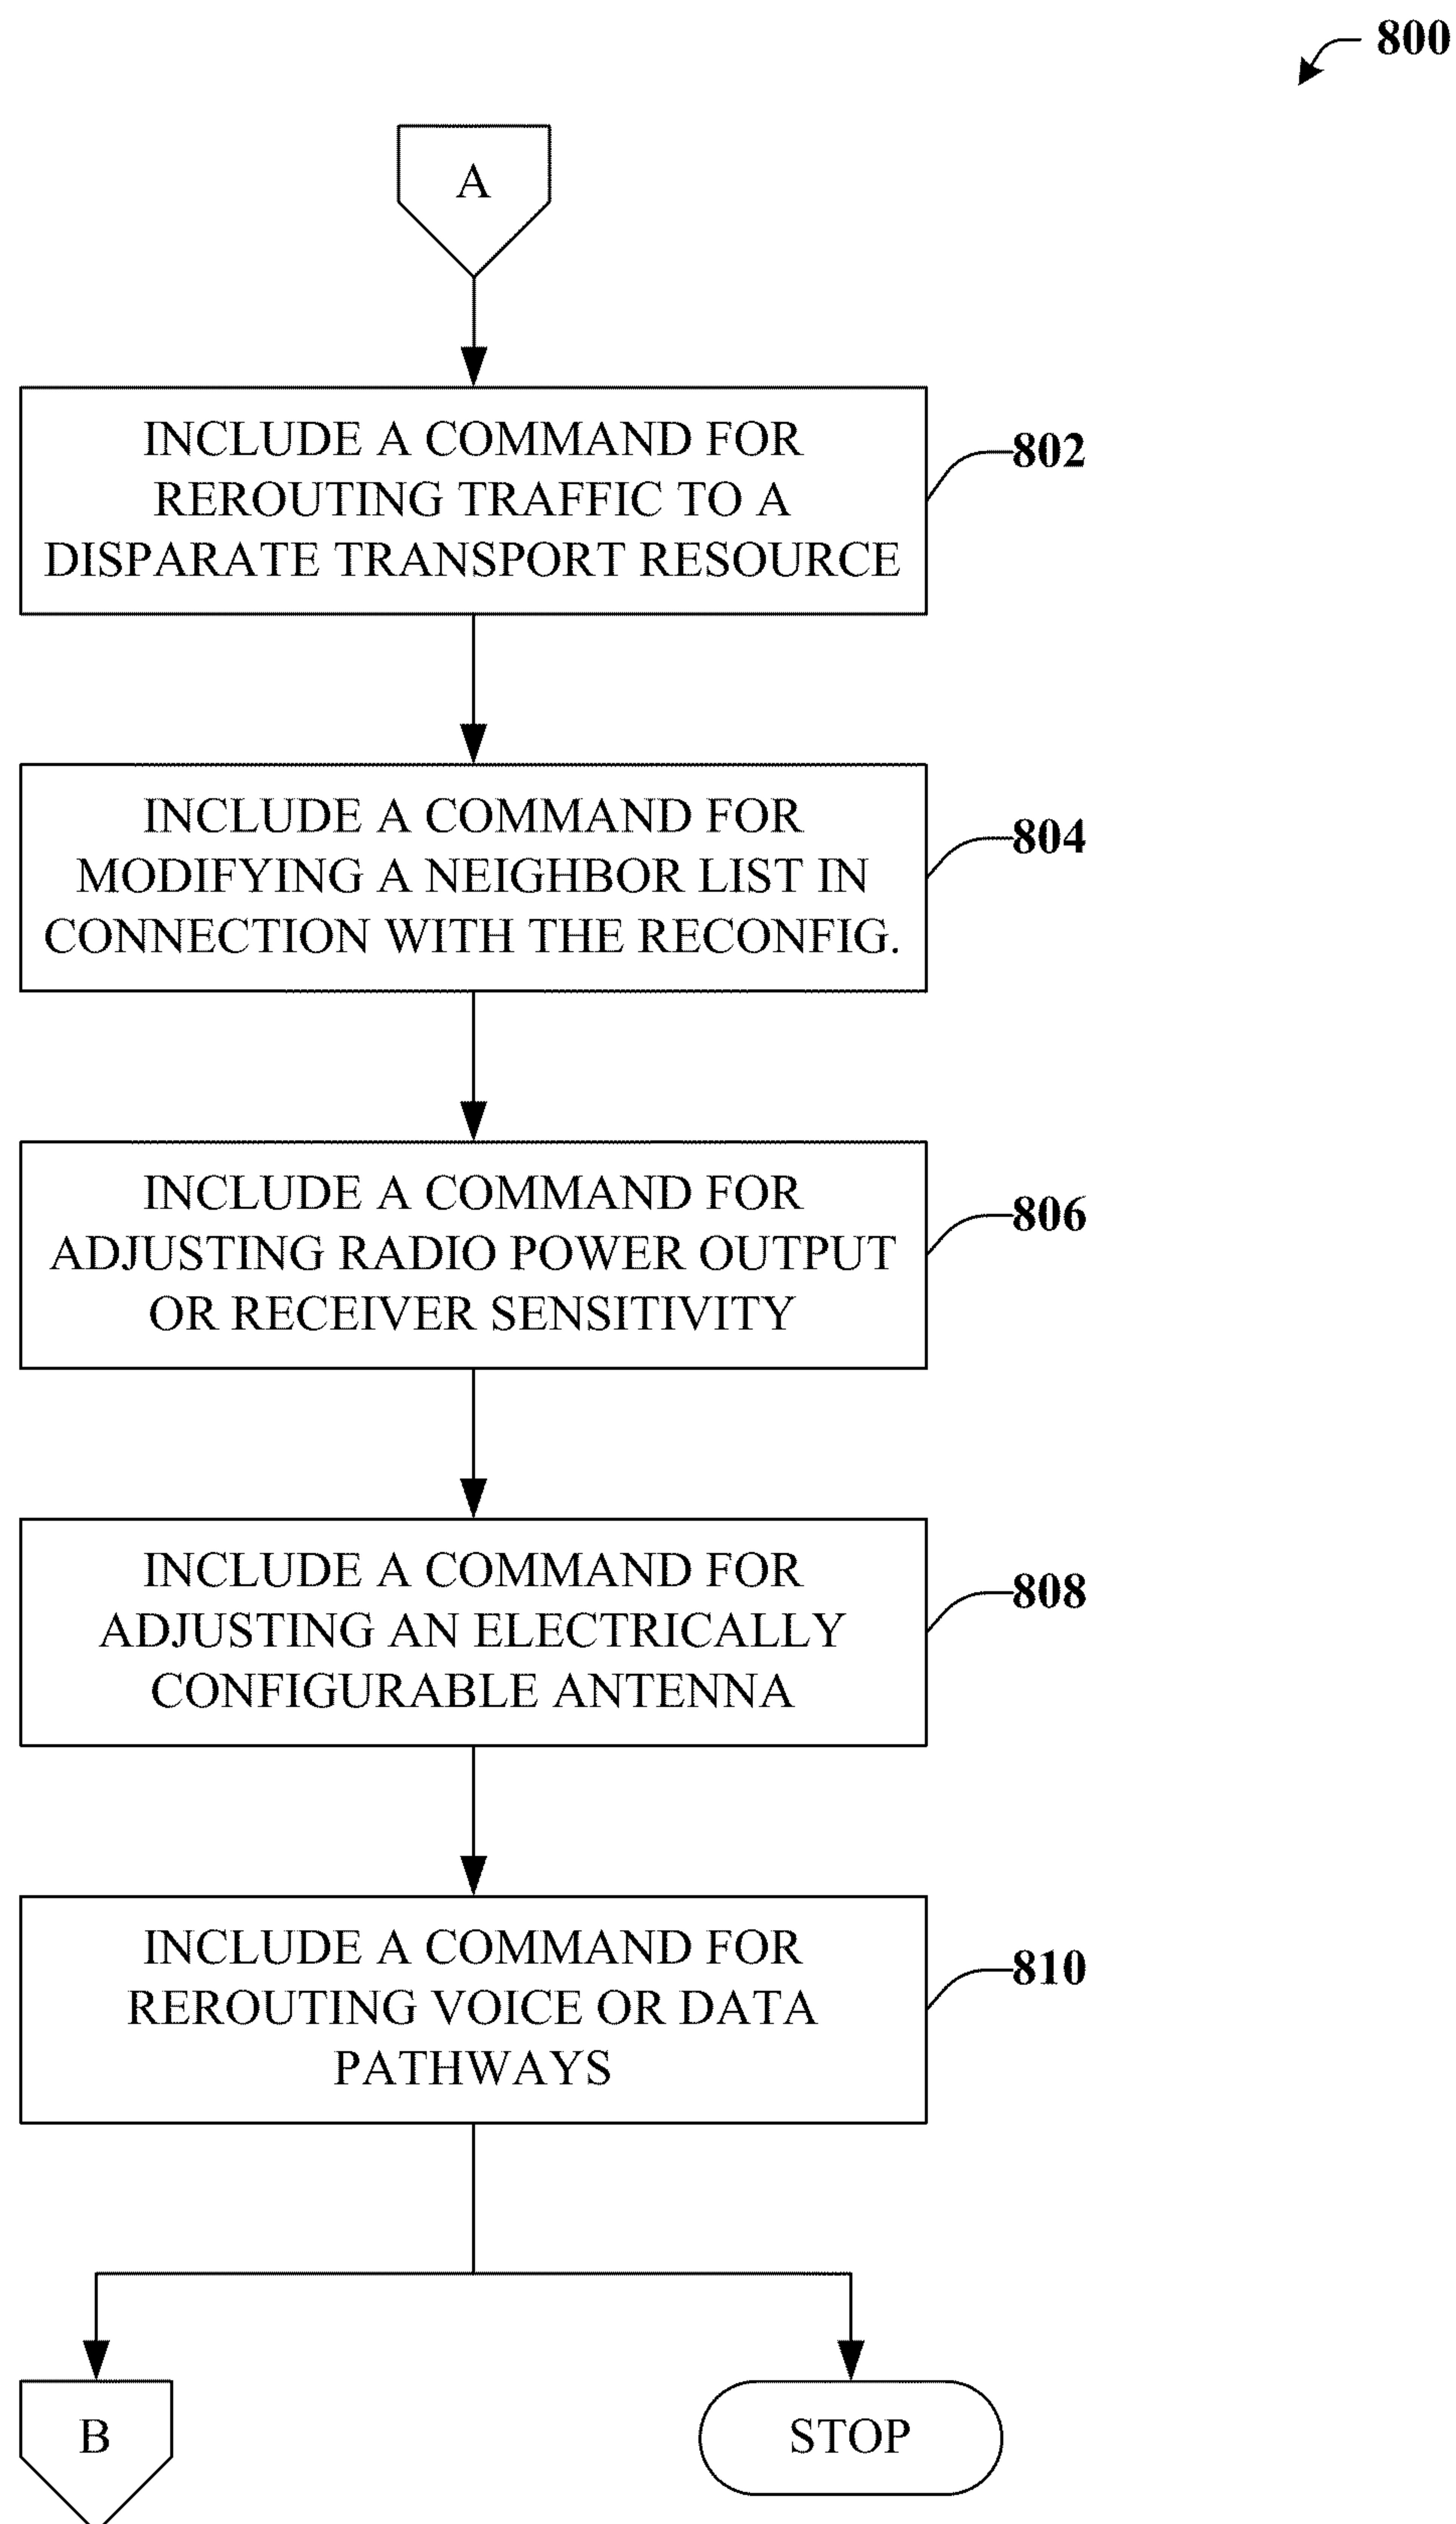 800
A
INCLUDE A COMMAND FOR
REROUTING TRAFFIC TO A
DISPARATE TRANSPORT RESOURCE
802
INCLUDE A COMMAND FOR
MODIFYING A NEIGHBOR LIST IN
CONNECTION WITH THE RECONFIG.
804
INCLUDE A COMMAND FOR
ADJUSTING RADIO POWER OUTPUT
OR RECEIVER SENSITIVITY
806
INCLUDE A COMMAND FOR
ADJUSTING AN ELECTRICALLY
CONFIGURABLE ANTENNA
808
INCLUDE A COMMAND FOR
REROUTING VOICE OR DATA
PATHWAYS
810
B
STOP